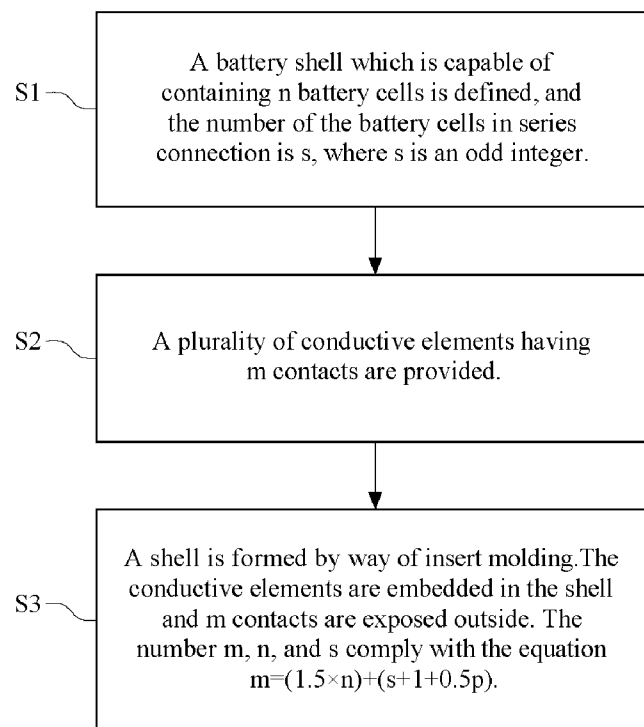 S1
A battery shell which is capable of
containing n battery cells is defined, and
the number of the battery cells in series
connection is s, where s is an odd integer.
S2
A plurality of conductive elements having
m contacts are provided.
S3
A shell is formed by way of insert molding.The
conductive elements are embedded in the shell
and m contacts are exposed outside. The
number m, n, and s comply with the equation
m=(1.5×n)+(s+1+0.5p).